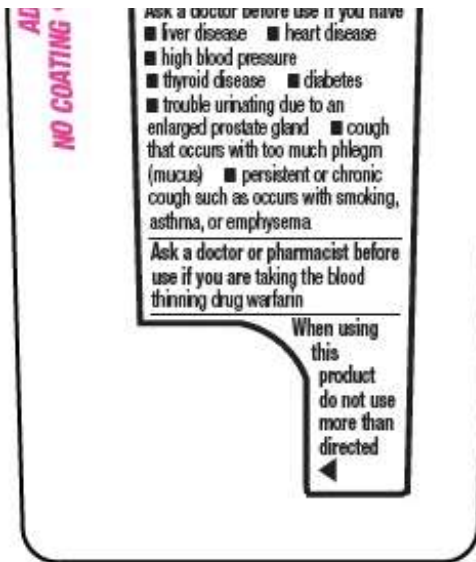 AD
NO COATING
Ask a doctor before use if you have
■ liver disease ■ heart disease
■ high blood pressure
■ thyroid disease ■ diabetes
■ trouble urinating due to an
enlarged prostate gland ■ cough
that occurs with too much phlegm
(mucus) ■ persistent or chronic
cough such as occurs with smoking,
asthma, or emphysema
Ask a doctor or pharmacist before
use if you are taking the blood
thinning drug warfarin
When using
this
product
do not use
more than
directed